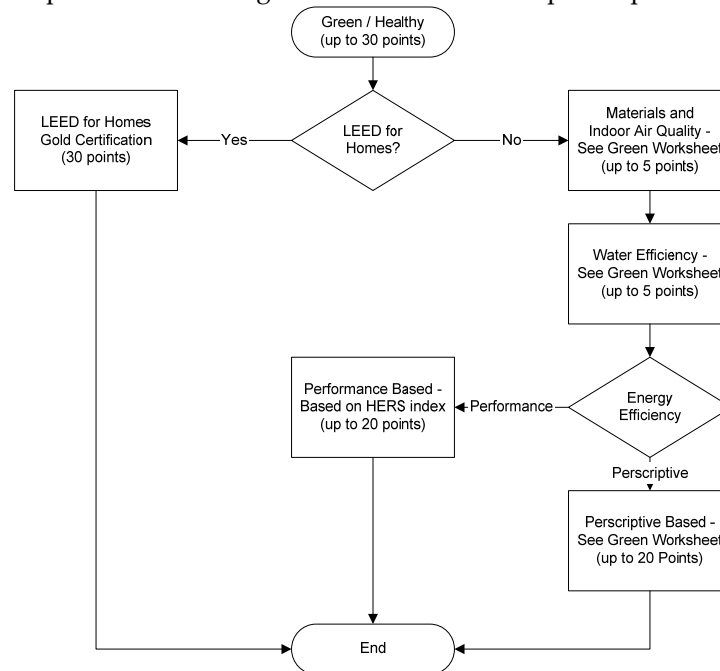 Green / Healthy
(up to 30 points)
LEED for Homes
Gold Certification
(30 points)
Yes
LEED for
Homes?
No
Materials and
Indoor Air Quality -
See Green Worksheet
(up to 5 points)
Water Efficiency -
See Green Worksheet
(up to 5 points)
Performance Based -
Based on HERS index
(up to 20 points)
Performance
Energy
Efficiency
Perscriptive
Perscriptive Based -
See Green Worksheet
(up to 20 Points)
End